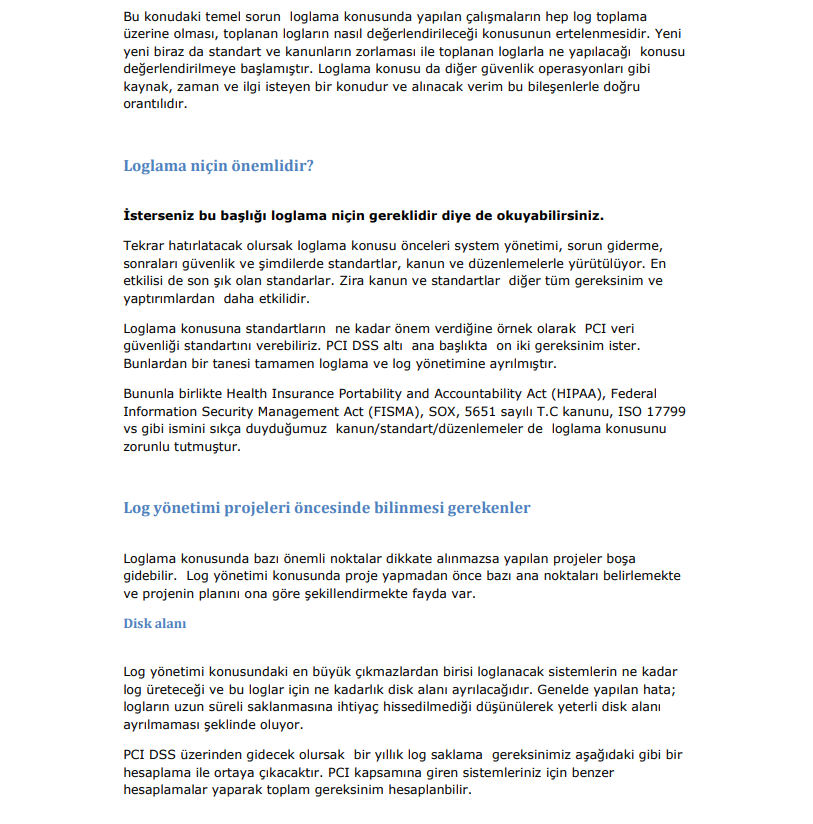 Bu konudaki temel sorun  loglama konusunda yapılan çalışmaların hep log toplama
üzerine olması, toplanan logların nasıl değerlendirileceği konusunun ertelenmesidir. Yeni
yeni biraz da standart ve kanunların zorlaması ile toplanan loglarla ne yapılacağı  konusu
değerlendirilmeye başlamıştır. Loglama konusu da diğer güvenlik operasyonları gibi
kaynak, zaman ve ilgi isteyen bir konudur ve alınacak verim bu bileşenlerle doğru
orantılıdır.
Loglama niçin önemlidir?
İsterseniz bu başlığı loglama niçin gereklidir diye de okuyabilirsiniz.
Tekrar hatırlatacak olursak loglama konusu önceleri system yönetimi, sorun giderme,
sonraları güvenlik ve şimdilerde standartlar, kanun ve düzenlemelerle yürütülüyor. En
etkilisi de son şık olan standarlar. Zira kanun ve standartlar  diğer tüm gereksinim ve
yaptırımlardan  daha etkilidir.
Loglama konusuna standartların  ne kadar önem verdiğine örnek olarak  PCI veri
güvenliği standartını verebiliriz. PCI DSS altı  ana başlıkta  on iki gereksinim ister.
Bunlardan bir tanesi tamamen loglama ve log yönetimine ayrılmıştır.
Bununla birlikte Health Insurance Portability and Accountability Act (HIPAA), Federal
Information Security Management Act (FISMA), SOX, 5651 sayılı T.C kanunu, ISO 17799
vs gibi ismini sıkça duyduğumuz  kanun/standart/düzenlemeler de  loglama konusunu
zorunlu tutmuştur.
Log yönetimi projeleri öncesinde bilinmesi gerekenler
Loglama konusunda bazı önemli noktalar dikkate alınmazsa yapılan projeler boşa
gidebilir.  Log yönetimi konusunda proje yapmadan önce bazı ana noktaları belirlemekte
ve projenin planını ona göre şekillendirmekte fayda var.
Disk alanı
Log yönetimi konusundaki en büyük çıkmazlardan birisi loglanacak sistemlerin ne kadar
log üreteceği ve bu loglar için ne kadarlık disk alanı ayrılacağıdır. Genelde yapılan hata;
logların uzun süreli saklanmasına ihtiyaç hissedilmediği düşünülerek yeterli disk alanı
ayrılmaması şeklinde oluyor.
PCI DSS üzerinden gidecek olursak  bir yıllık log saklama  gereksinimiz aşağıdaki gibi bir
hesaplama ile ortaya çıkacaktır. PCI kapsamına giren sistemleriniz için benzer
hesaplamalar yaparak toplam gereksinim hesaplanbilir.